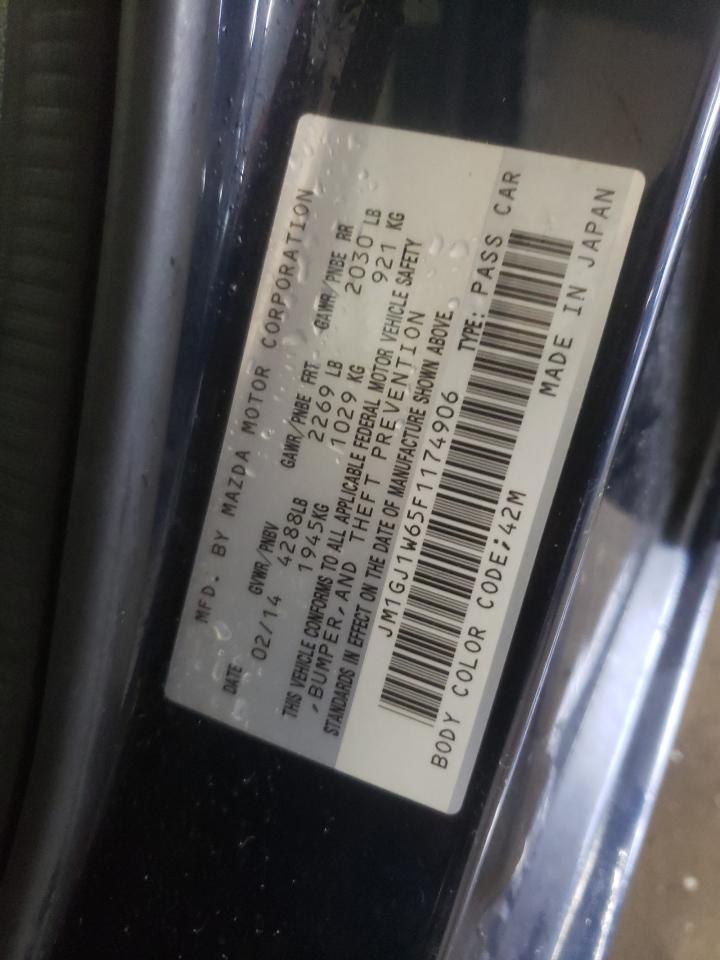 MFD. BY MAZDA MOTOR CORPORATION
DATE GVWR/PNBV GAWR/PNBE FRT GAWR/PNBE RR
02/14 4288LB 2269 LB 2030 LB
1945KG 1029 KG 921 KG
THIS VEHICLE CONFORMS TO ALL APPLICABLE FEDERAL MOTOR VEHICLE SAFETY
,BUMPER,AND THEFT PREVENTION
STANDARDS IN EFFECT ON THE DATE OF MANUFACTURE SHOWN ABOVE.
JM1GJ1W65F1174906 TYPE: PASS CAR
BODY COLOR CODE:42M MADE IN JAPAN